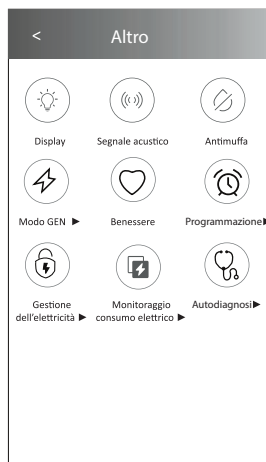 < Altro
Display Segnale acustico Antimuffa
Modo GEN ▶ Benessere Programmazione▶
Gestione Monitoraggio Autodiagnosi▶
dell'elettricità ▶ consumo elettrico ▶